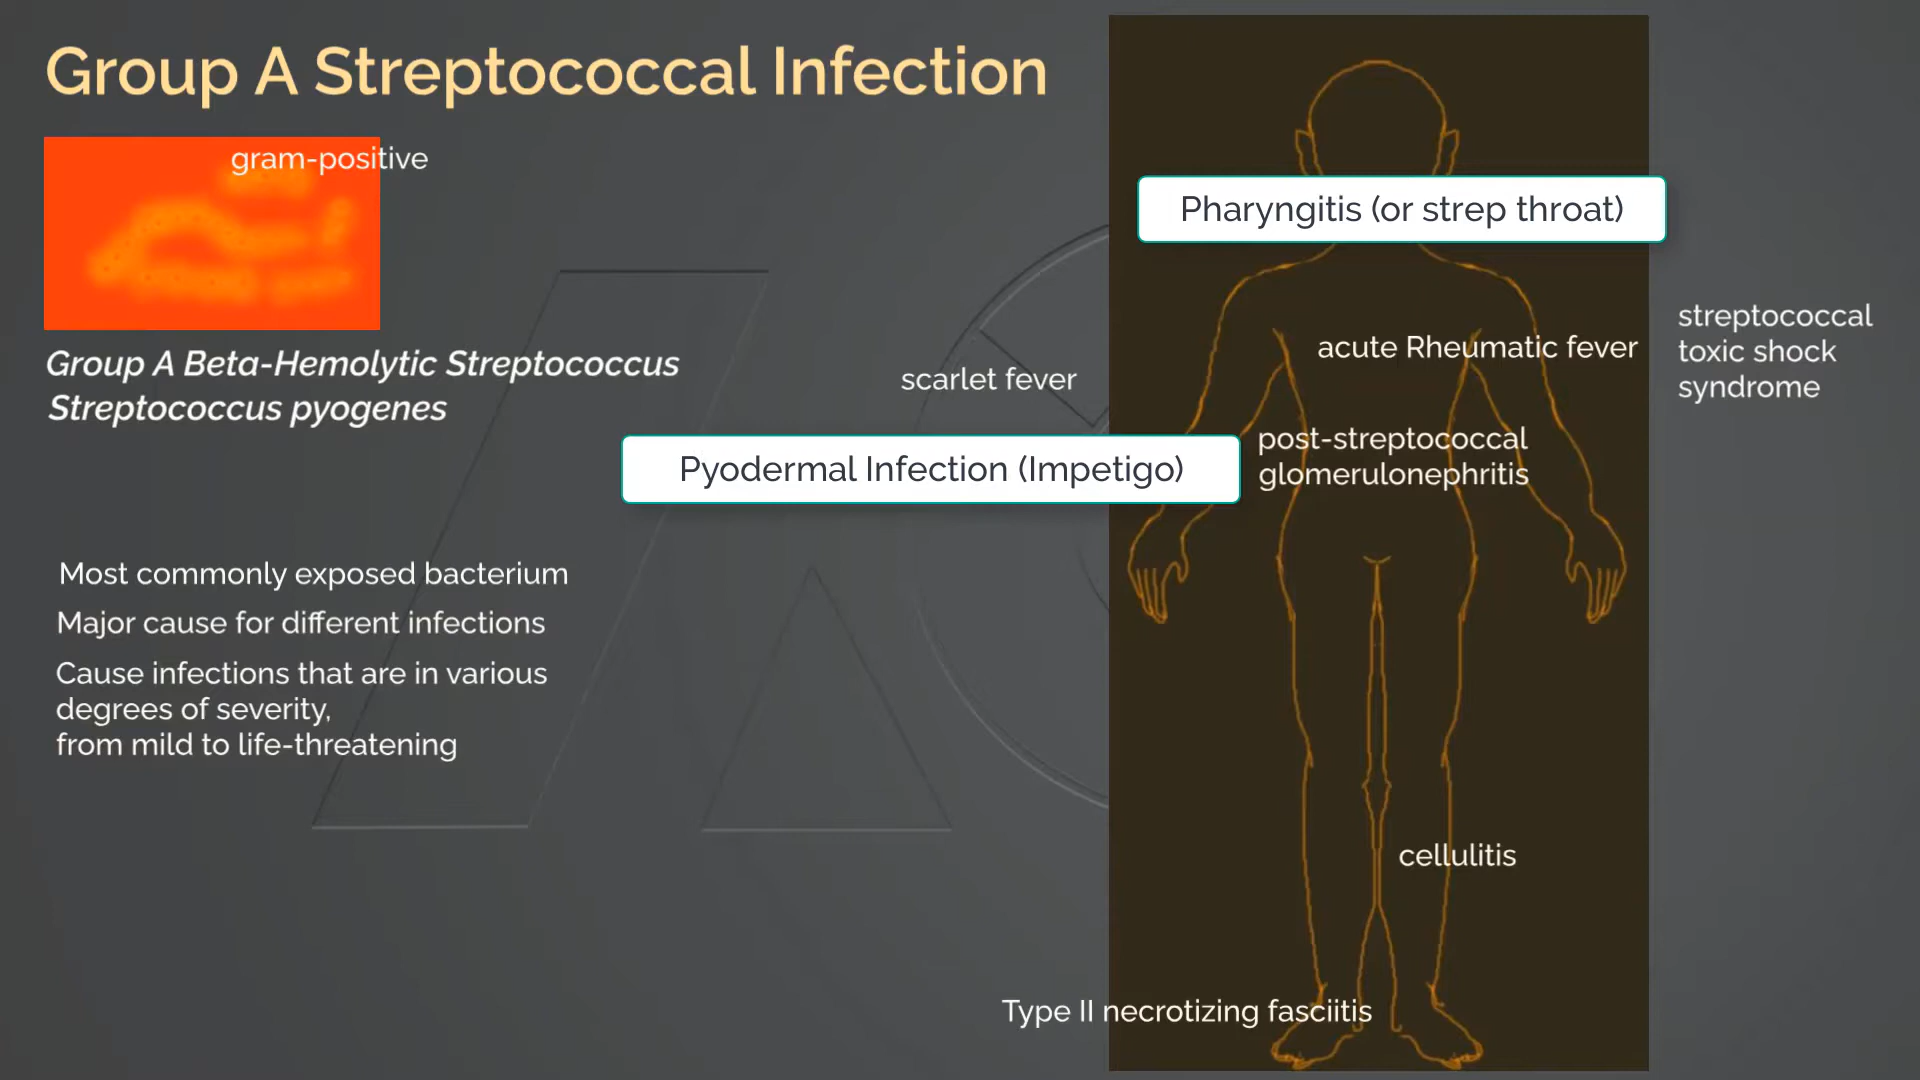 Group A Streptococcal Infection
gram-positive
Group A Beta-Hemolytic Streptococcus
Streptococcus pyogenes
Most commonly exposed bacterium
Major cause for different infections
Cause infections that are in various
degrees of severity,
from mild to life-threatening
Pharyngitis (or strep throat)
acute Rheumatic fever
streptococcal
toxic shock
syndrome
scarlet fever
Pyodermal Infection (Impetigo)
post-streptococcal
glomerulonephritis
cellulitis
Type II necrotizing fasciitis